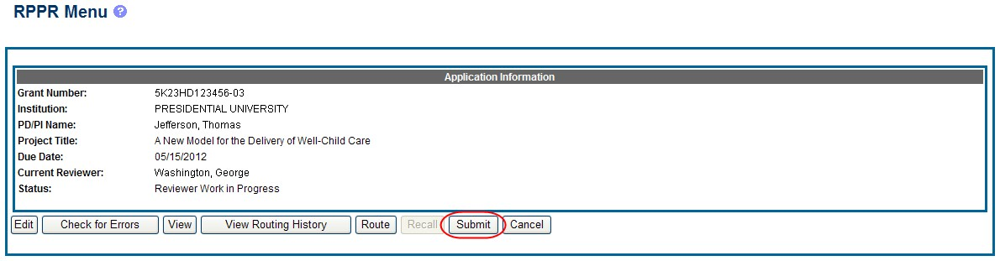 RPPR Menu ?
Application Information
Grant Number: 5K23HD123456-03
Institution: PRESIDENTIAL UNIVERSITY
PD/PI Name: Jefferson, Thomas
Project Title: A New Model for the Delivery of Well-Child Care
Due Date: 05/15/2012
Current Reviewer: Washington, George
Status: Reviewer Work in Progress
Edit Check for Errors View View Routing History Route Recall Submit Cancel